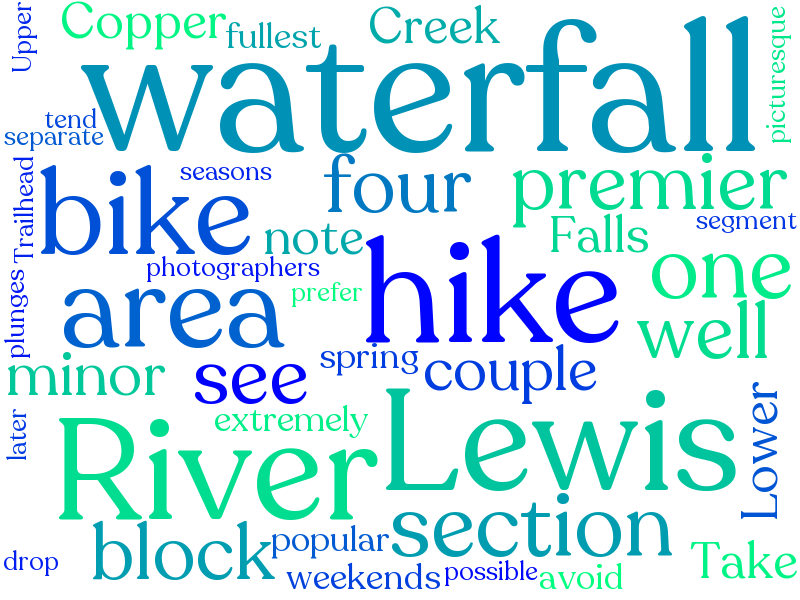 Upper
Copper
fullest
Creek
picturesque
waterfall
tend
separate
seasons
four
premier
Trailhead
bike
note
Falls
segment
photographers
hike
one
plunges
area
prefer
well
minor
see
spring
couple
later
extremely
River
Lewis
Lower
block
popular
section
drop
weekends
possible
avoid
Take